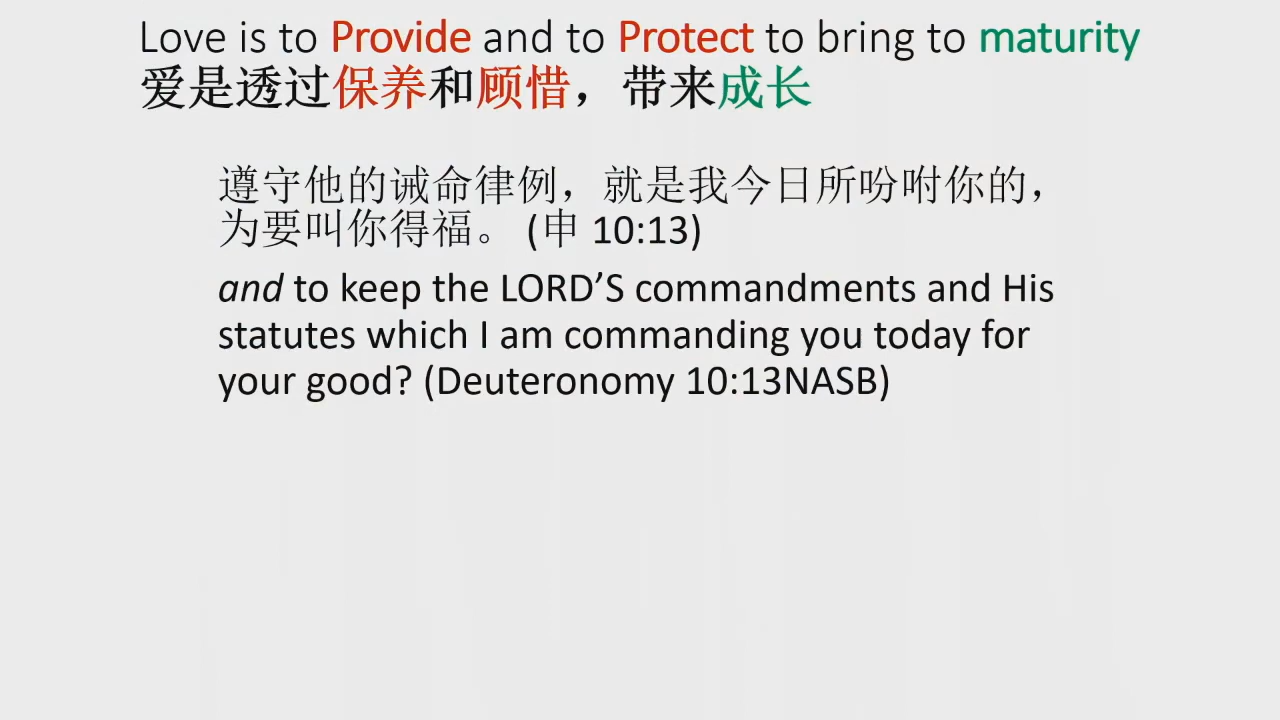 Love is to Provide and to Protect to bring to maturity
爱是透过保养和顾惜，带来成长
遵守他的诫命律例，就是我今日所吩咐你的，
为要叫你得福。 (申 10:13)
and to keep the LORD’S commandments and His
statutes which I am commanding you today for
your good? (Deuteronomy 10:13NASB)